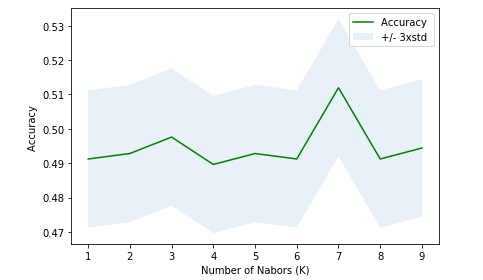 Accuracy
+/- 3xstd
0.53
0.52
0.51
0.50
0.49
0.48
0.47
Accuracy
1 2 3 4 5 6 7 8 9
Number of Nabors (K)